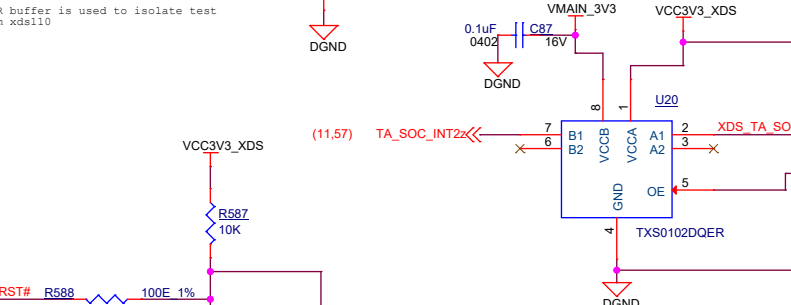 R buffer is used to isolate test
m xds110
DGND
VMAIN_3V3
VCC3V3_XDS
0.1uF C87
0402 16V
DGND
8
1
U20
(11,57) TA_SOC_INT2z
7
B1
VCCB
VCCA
A1
2
XDS_TA_SO
6
B2
A2
3
VCC3V3_XDS
GND
OE
5
R587
10K
4
TXS0102DQER
RST# R588 100E_1%
DGND